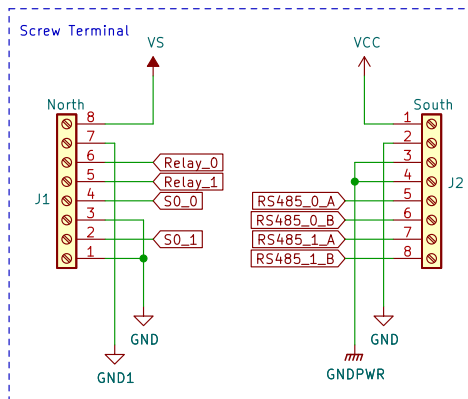 Screw Terminal
VS
VCC
North
South
8
7
6
5
4
3
2
1
Relay_0
Relay_1
S0_0
S0_1
J1
1
2
3
4
5
6
7
8
RS485_0_A
RS485_0_B
RS485_1_A
RS485_1_B
J2
GND
GND
GND1
GNDPWR